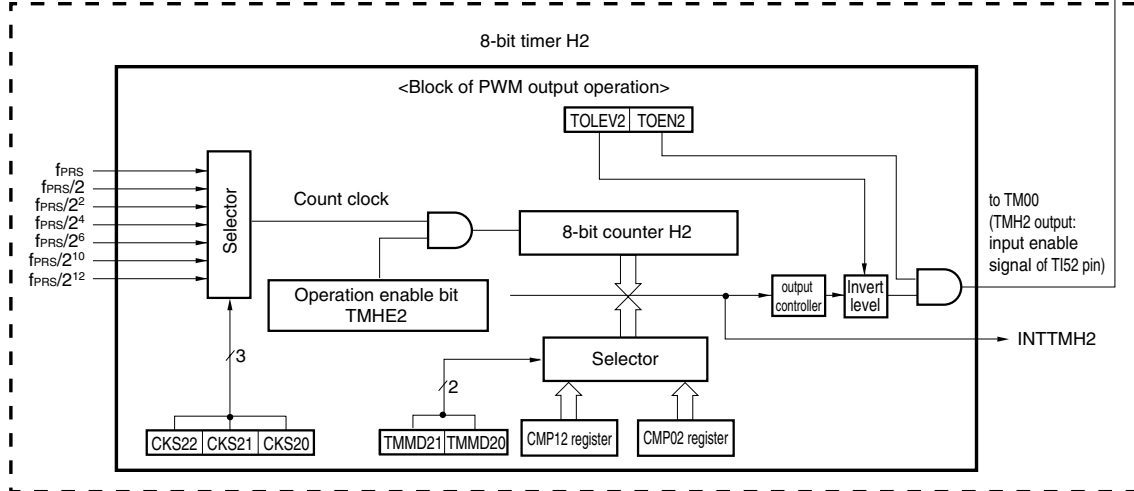 8-bit timer H2
<Block of PWM output operation>
TOLEV2 TOEN2
fPRS
fPRS/2
fPRS/2²
fPRS/2⁴
fPRS/2⁶
fPRS/2¹⁰
fPRS/2¹²
Selector
Count clock
8-bit counter H2
Operation enable bit
TMHE2
output
controller
Invert
level
to TM00
(TMH2 output:
input enable
signal of TI52 pin)
INTTMH2
Selector
3
2
CKS22 CKS21 CKS20
TMMD21 TMMD20
CMP12 register
CMP02 register